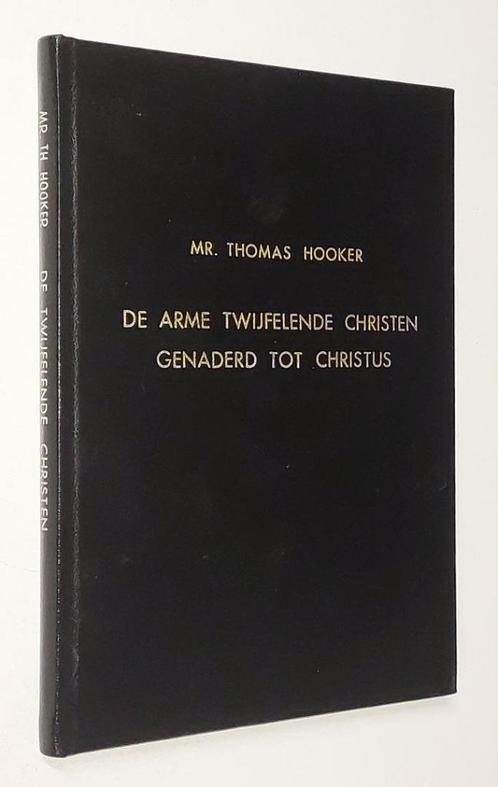 MR. TH HOOKER DE TWIJFELENDE CHRISTEN
MR. THOMAS HOOKER
DE ARME TWIJFELENDE CHRISTEN
GENADERD TOT CHRISTUS